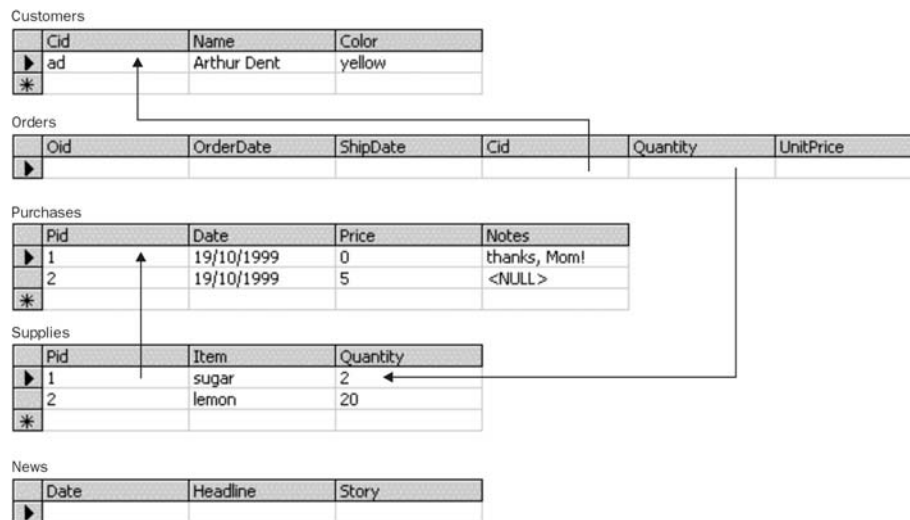 Customers
Cid Name Color
ad Arthur Dent yellow
Orders
Oid OrderDate ShipDate Cid Quantity UnitPrice
Purchases
Pid Date Price Notes
1 19/10/1999 0 thanks, Mom!
2 19/10/1999 5 <NULL>
Supplies
Pid Item Quantity
1 sugar 2
2 lemon 20
News
Date Headline Story